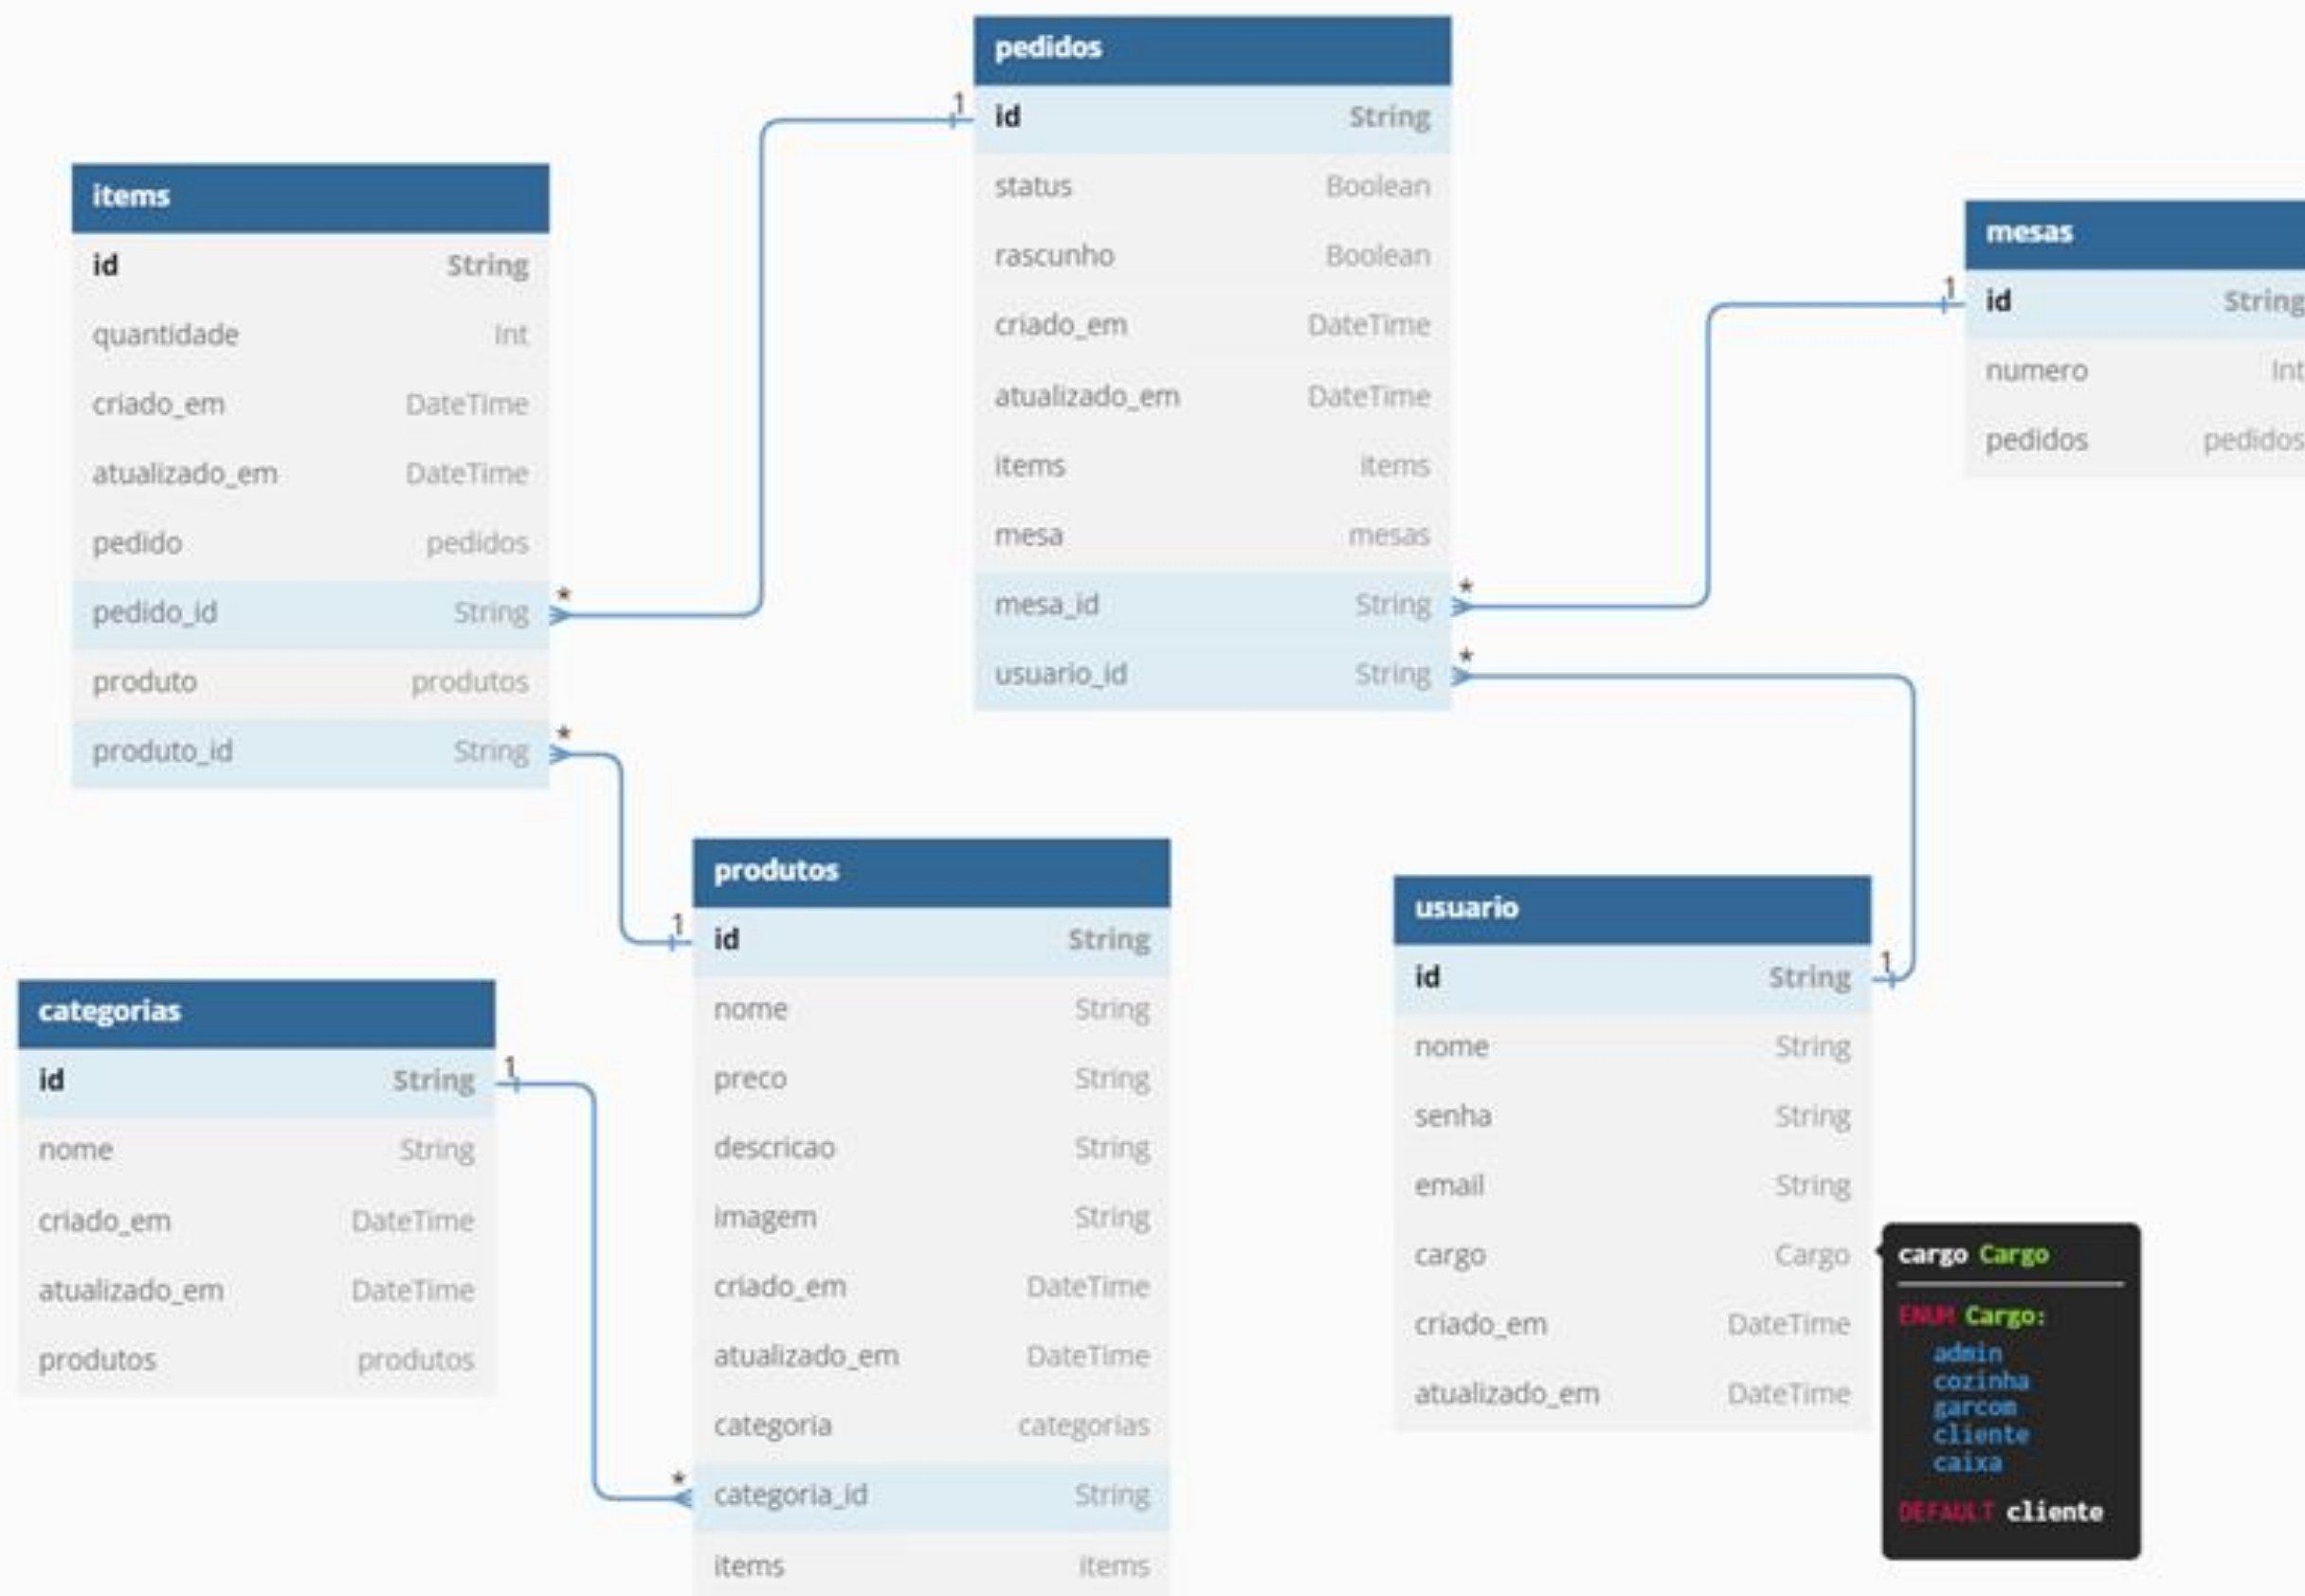 pedidos
1
id String
status Boolean
rascunho Boolean
criado_em DateTime
atualizado_em DateTime
items items
mesa mesas
mesa_id String
*
usuario_id String
*
items
id String
quantidade Int
criado_em DateTime
atualizado_em DateTime
pedido pedidos
pedido_id String
*
produto produtos
produto_id String
*
mesas
1
id String
numero Int
pedidos pedidos
produtos
1
id String
nome String
preco String
descricao String
imagem String
criado_em DateTime
atualizado_em DateTime
categoria categorias
*
categoria_id String
items items
usuario
id String
1
nome String
senha String
email String
cargo Cargo
criado_em DateTime
atualizado_em DateTime
categorias
id String
1
nome String
criado_em DateTime
atualizado_em DateTime
produtos produtos
cargo Cargo
ENUM Cargo:
admin
cozinha
garcom
cliente
caixa
DEFAULT cliente